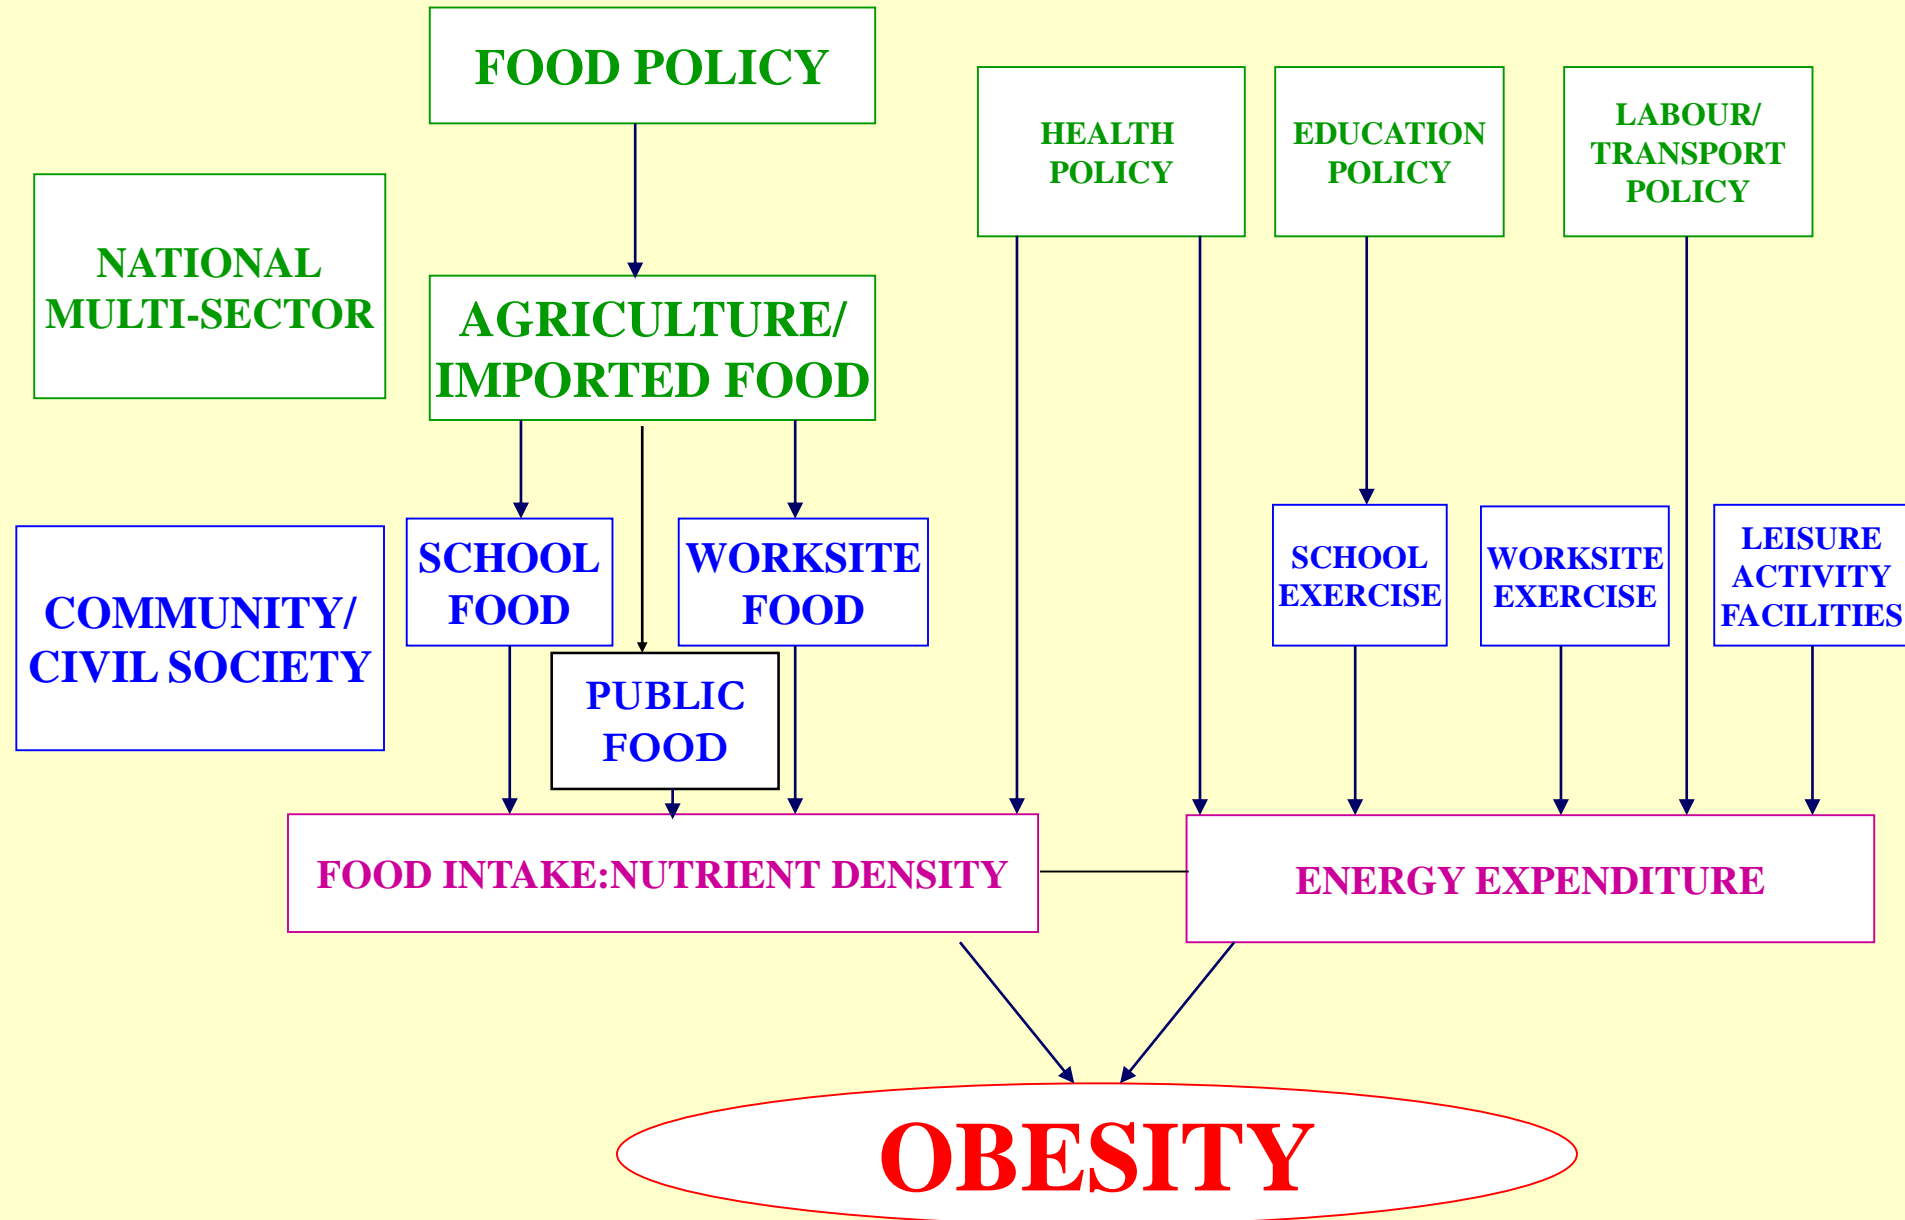 FOOD POLICY
HEALTH
POLICY
EDUCATION
POLICY
LABOUR/
TRANSPORT
POLICY
NATIONAL
MULTI-SECTOR
AGRICULTURE/
IMPORTED FOOD
COMMUNITY/
CIVIL SOCIETY
SCHOOL
FOOD
WORKSITE
FOOD
PUBLIC
FOOD
SCHOOL
EXERCISE
WORKSITE
EXERCISE
LEISURE
ACTIVITY
FACILITIES
FOOD INTAKE:NUTRIENT DENSITY
ENERGY EXPENDITURE
OBESITY